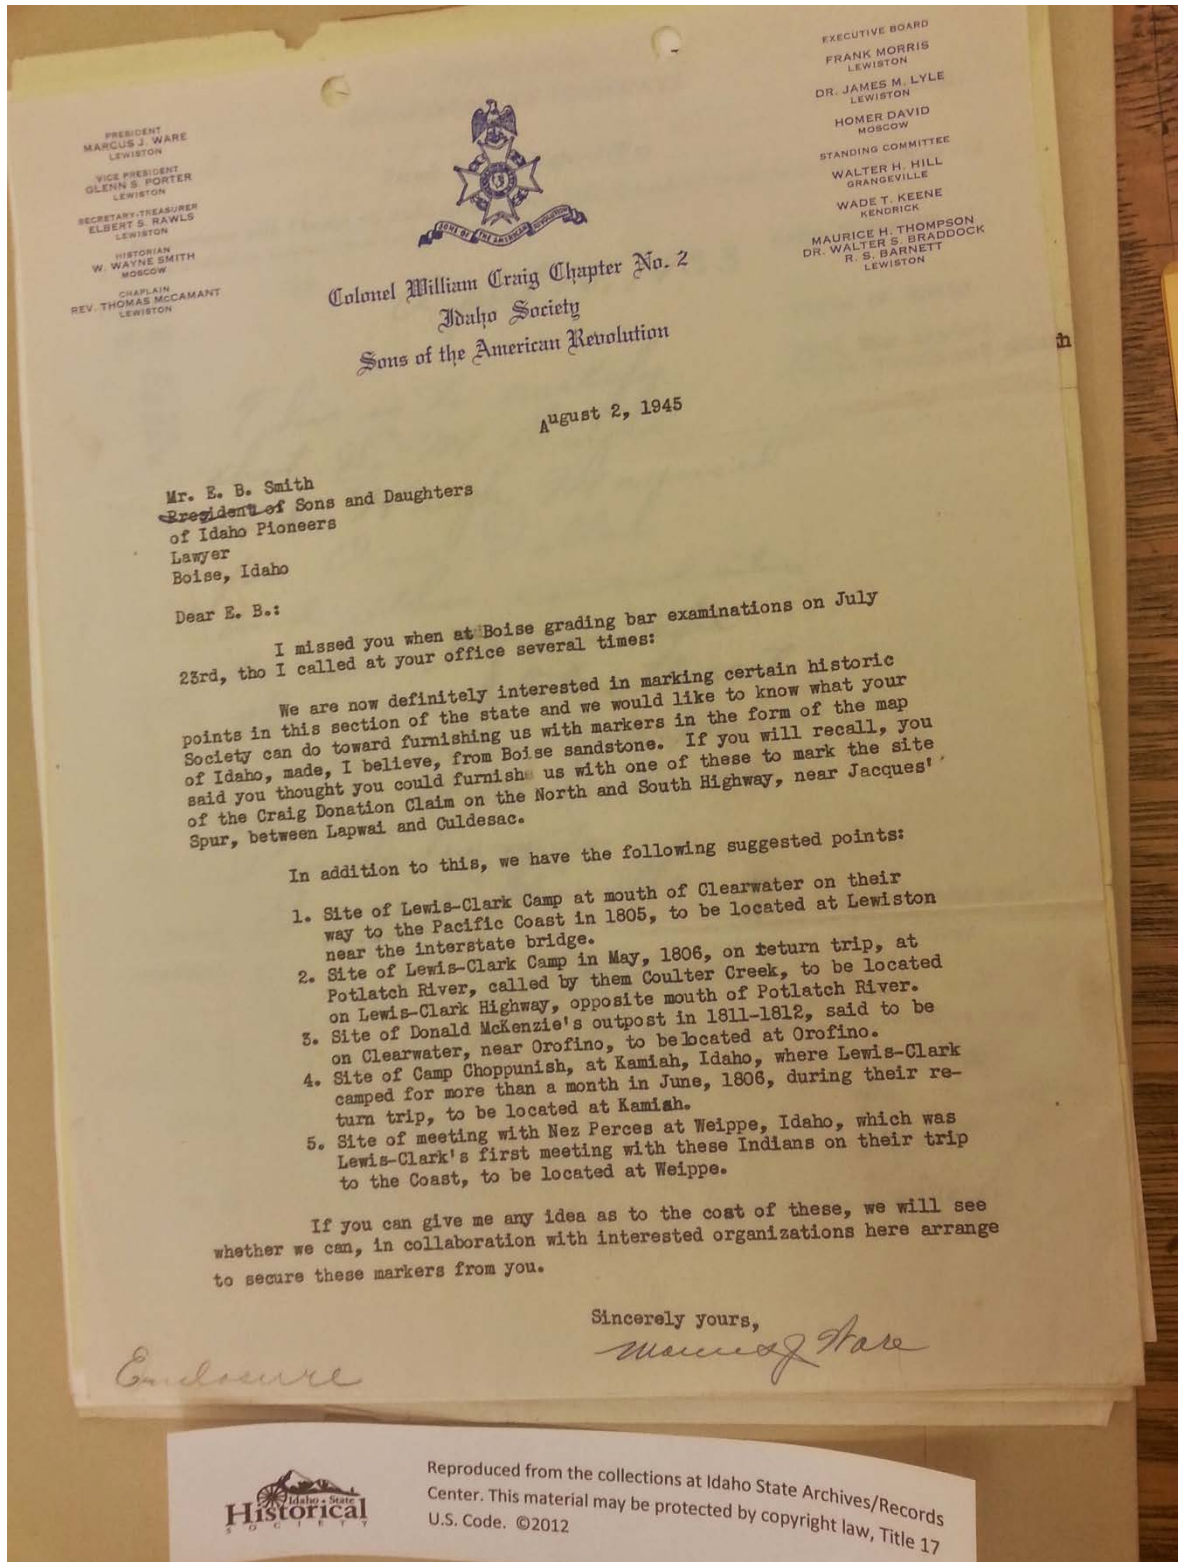 PRESIDENT
MARCUS J. WARE
LEWISTON
VICE PRESIDENT
GLENN S. PORTER
LEWISTON
SECRETARY-TREASURER
ELBERT S. RAWLS
LEWISTON
HISTORIAN
W. WAYNE SMITH
MOSCOW
CHAPLAIN
REV. THOMAS MCCAMANT
LEWISTON
EXECUTIVE BOARD
FRANK MORRIS
LEWISTON
DR. JAMES M. LYLE
LEWISTON
HOMER DAVID
MOSCOW
STANDING COMMITTEE
WALTER H. HILL
GRANGEVILLE
WADE T. KEENE
KENDRICK
MAURICE H. THOMPSON
DR. WALTER S. BRADDOCK
R. S. BARNETT
LEWISTON
SONS OF THE AMERICAN REVOLUTION
Colonel William Craig Chapter No. 2
Idaho Society
Sons of the American Revolution
August 2, 1945
Mr. E. B. Smith
President of Sons and Daughters
of Idaho Pioneers
Lawyer
Boise, Idaho
Dear E. B.:
I missed you when at Boise grading bar examinations on July
23rd, tho I called at your office several times:
We are now definitely interested in marking certain historic
points in this section of the state and we would like to know what your
Society can do toward furnishing us with markers in the form of the map
of Idaho, made, I believe, from Boise sandstone. If you will recall, you
said you thought you could furnish us with one of these to mark the site
of the Craig Donation Claim on the North and South Highway, near Jacques'
Spur, between Lapwai and Culdesac.
In addition to this, we have the following suggested points:
1. Site of Lewis-Clark Camp at mouth of Clearwater on their
way to the Pacific Coast in 1805, to be located at Lewiston
near the interstate bridge.
2. Site of Lewis-Clark Camp in May, 1806, on return trip, at
Potlatch River, called by them Coulter Creek, to be located
on Lewis-Clark Highway, opposite mouth of Potlatch River.
3. Site of Donald McKenzie's outpost in 1811-1812, said to be
on Clearwater, near Orofino, to be located at Orofino.
4. Site of Camp Choppunish, at Kamiah, Idaho, where Lewis-Clark
camped for more than a month in June, 1806, during their re-
turn trip, to be located at Kamiah.
5. Site of meeting with Nez Perces at Weippe, Idaho, which was
Lewis-Clark's first meeting with these Indians on their trip
to the Coast, to be located at Weippe.
If you can give me any idea as to the cost of these, we will see
whether we can, in collaboration with interested organizations here arrange
to secure these markers from you.
Sincerely yours,
Marcus J Ware
Enclosure
Idaho State
Historical
SOCIETY
Reproduced from the collections at Idaho State Archives/Records
Center. This material may be protected by copyright law, Title 17
U.S. Code. ©2012